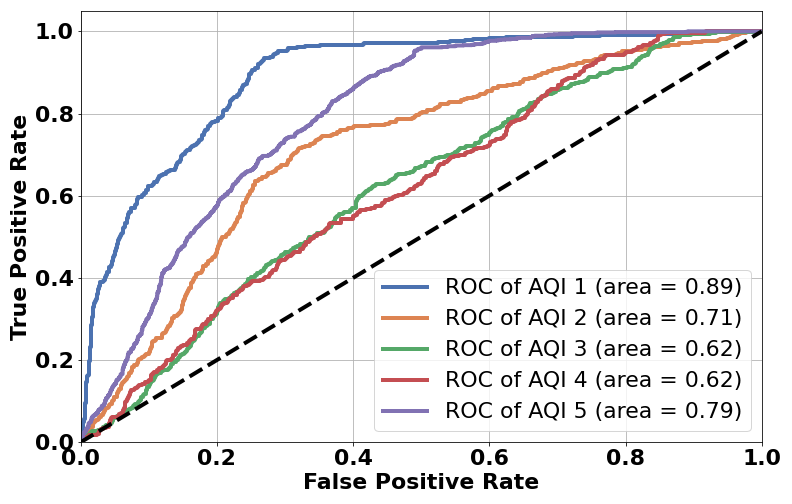 True Positive Rate
1.0
0.8
0.6
0.4
0.2
0.0
0.0 0.2 0.4 0.6 0.8 1.0
False Positive Rate
ROC of AQI 1 (area = 0.89)
ROC of AQI 2 (area = 0.71)
ROC of AQI 3 (area = 0.62)
ROC of AQI 4 (area = 0.62)
ROC of AQI 5 (area = 0.79)